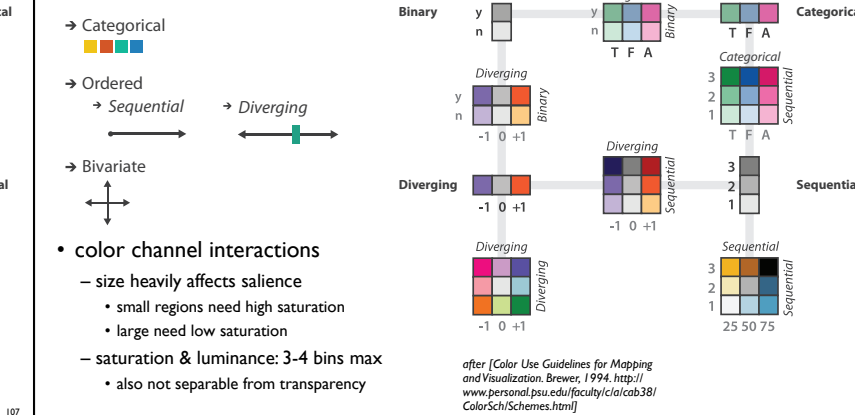 al
→ Categorical
→ Ordered
→ Sequential → Diverging
→ Bivariate
al
• color channel interactions
– size heavily affects salience
• small regions need high saturation
• large need low saturation
– saturation & luminance: 3-4 bins max
• also not separable from transparency
107
Binary
y
n
y
n
Binary
T F A
T F A
Categorica
Diverging
y
n
Binary
-1 0 +1
Categorical
3
2
1
Sequential
T F A
Diverging
-1 0 +1
Diverging
Sequential
-1 0 +1
3
2
1
Sequentia
Diverging
Diverging
-1 0 +1
Sequential
3
2
1
Sequential
25 50 75
after [Color Use Guidelines for Mapping
and Visualization. Brewer, 1994. http://
www.personal.psu.edu/faculty/c/a/cab38/
ColorSch/Schemes.html]